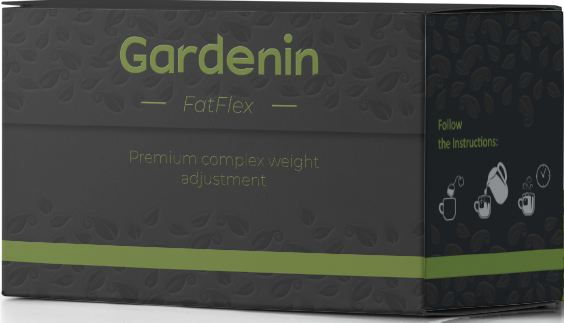 Gardenin
FatFlex
Premium complex weight
adjustment
Follow
the Instructions: